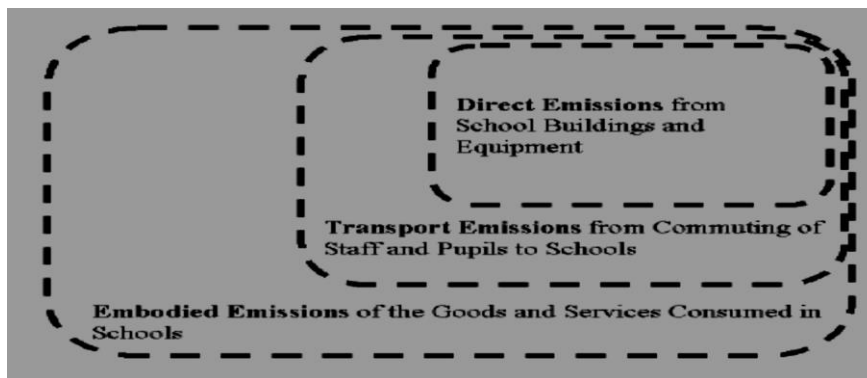 Direct Emissions from
School Buildings and
Equipment
Transport Emissions from Commuting of
Staff and Pupils to Schools
Embodied Emissions of the Goods and Services Consumed in
Schools